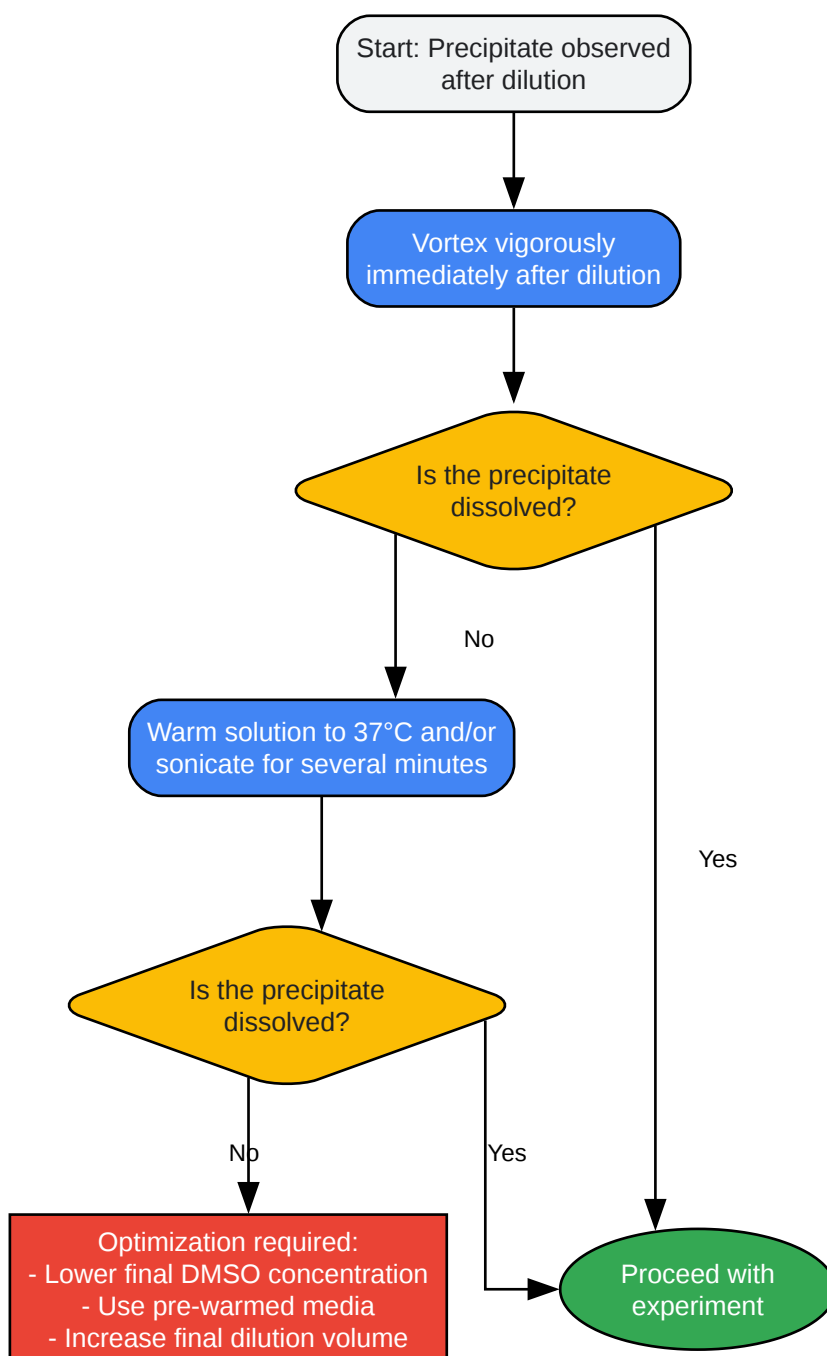 Start: Precipitate observed
after dilution
Vortex vigorously
immediately after dilution
Is the precipitate
dissolved?
No
Warm solution to 37°C and/or
sonicate for several minutes
Yes
Is the precipitate
dissolved?
No
Yes
Optimization required:
- Lower final DMSO concentration
- Use pre-warmed media
- Increase final dilution volume
Proceed with
experiment